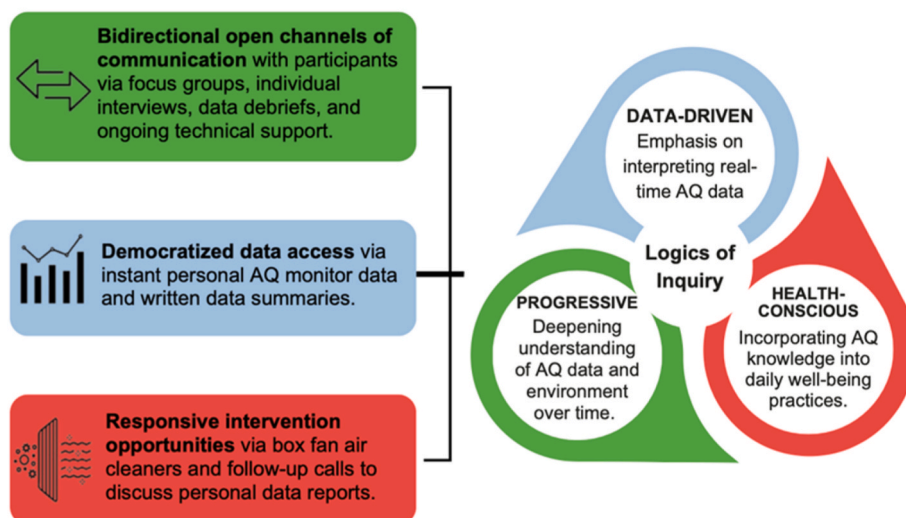 Bidirectional open channels of
communication with participants
via focus groups, individual
interviews, data debriefs, and
ongoing technical support.
Democratized data access via
instant personal AQ monitor data
and written data summaries.
Responsive intervention
opportunities via box fan air
cleaners and follow-up calls to
discuss personal data reports.
DATA-DRIVEN
Emphasis on
interpreting real-
time AQ data
Logics of
Inquiry
PROGRESSIVE
Deepening
understanding
of AQ data and
environment
over time.
HEALTH-
CONSCIOUS
Incorporating AQ
knowledge into
daily well-being
practices.